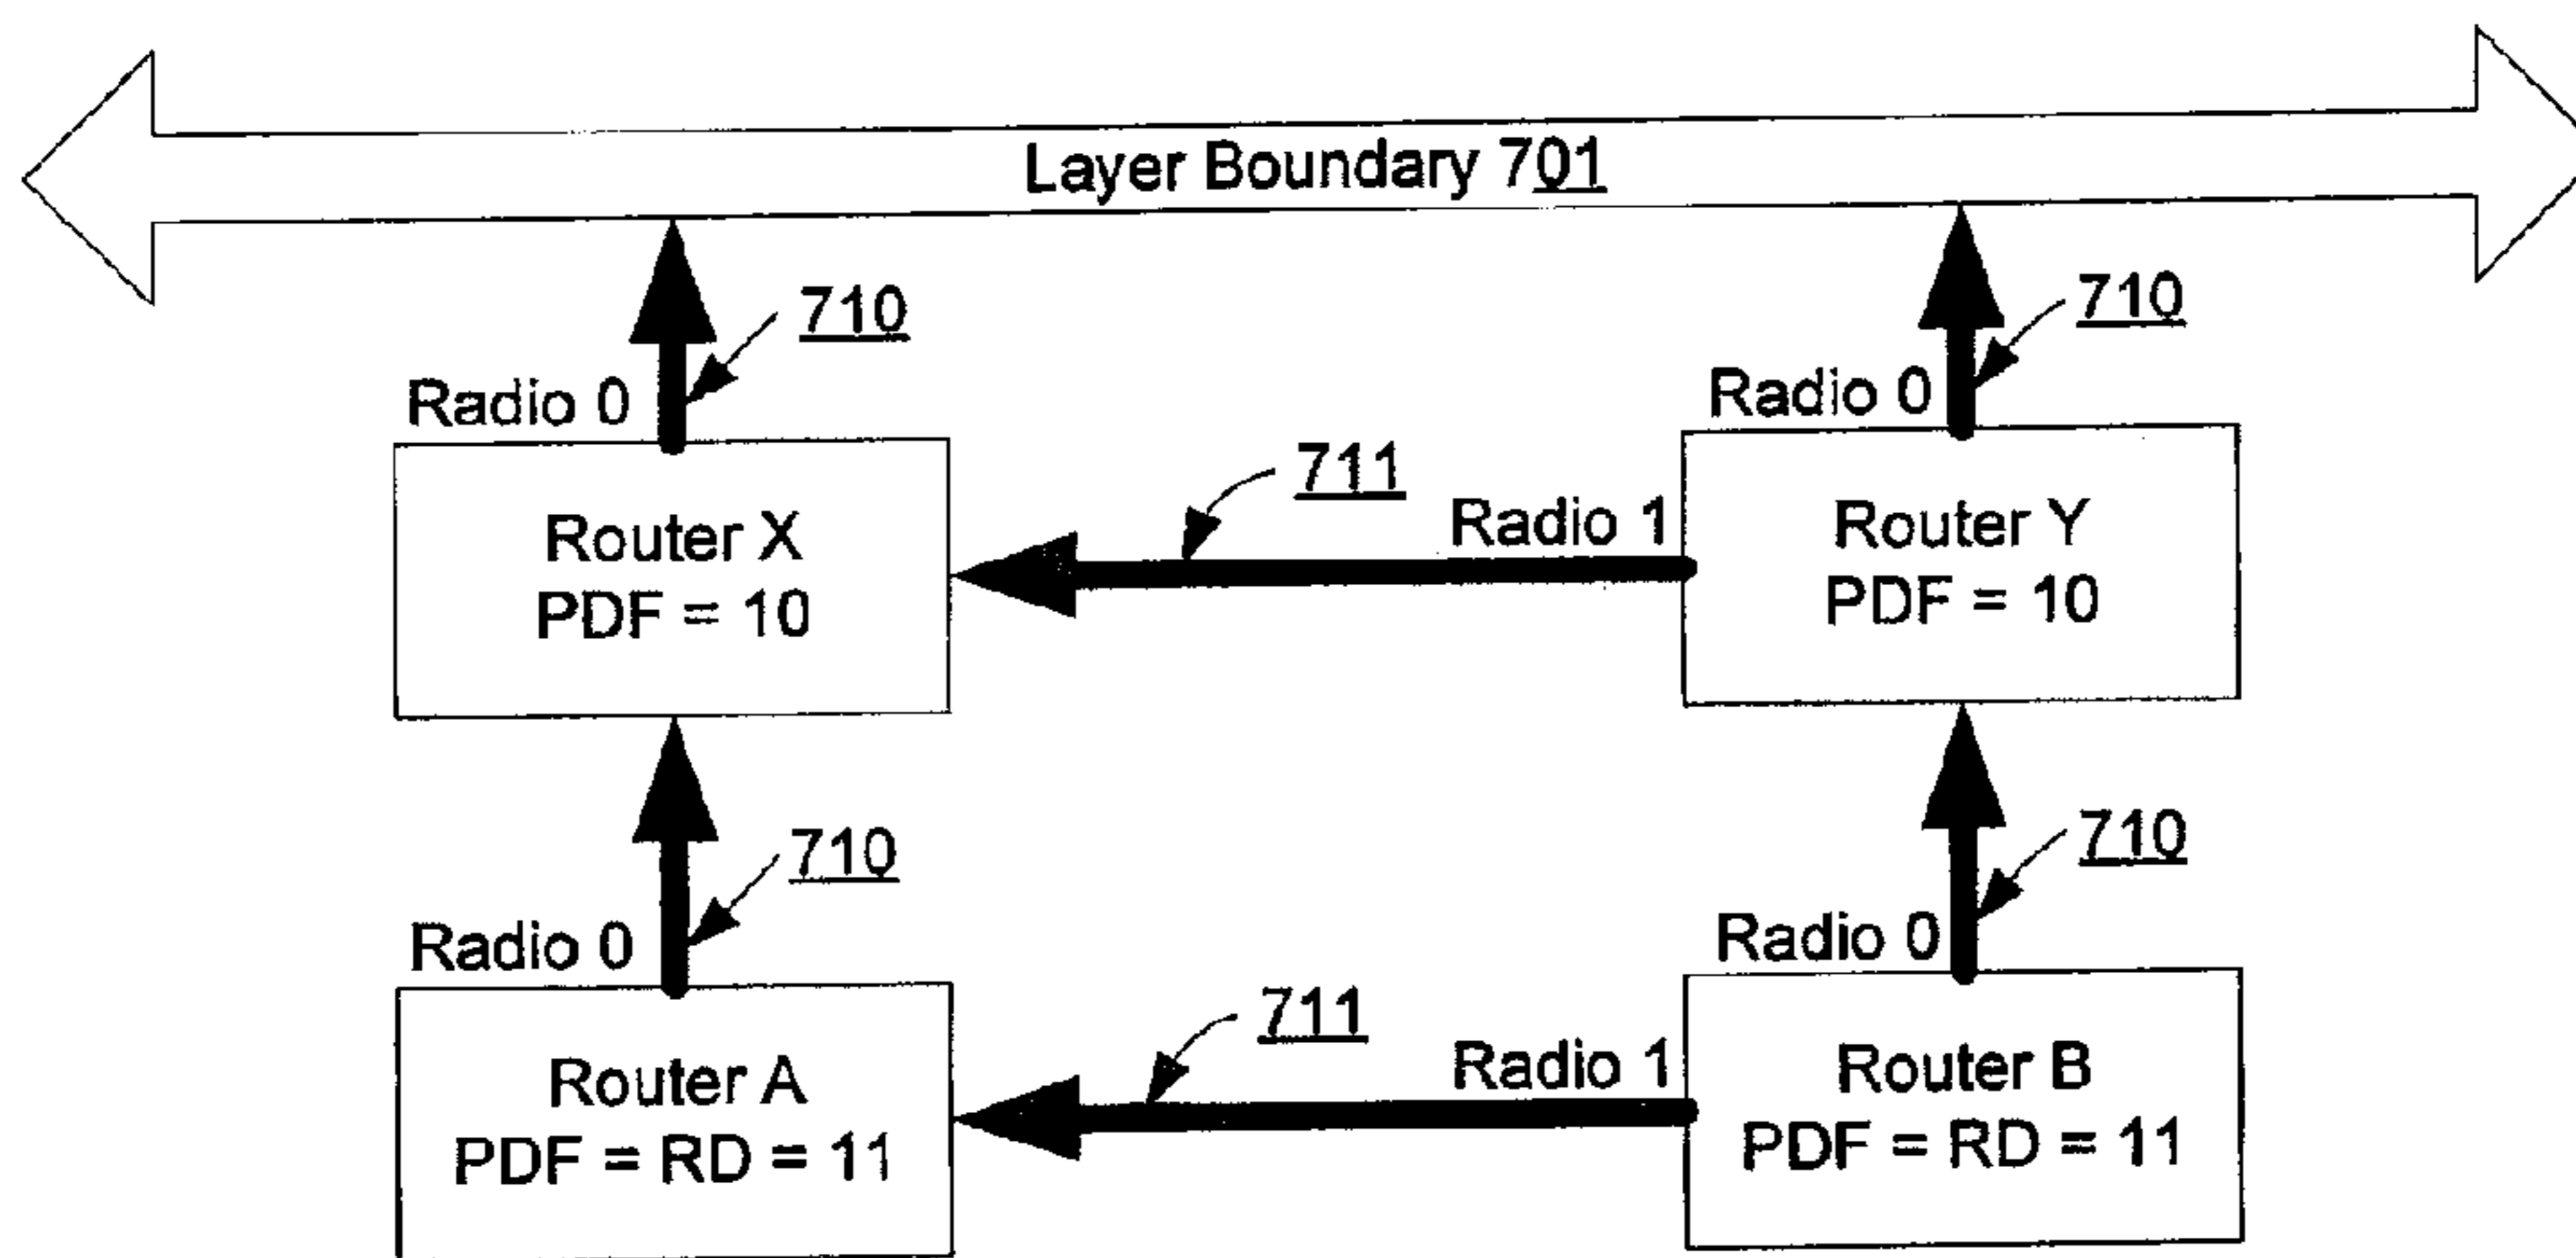 Layer Boundary 701
710
710
Radio 0
Radio 0
711
Radio 1
Router X
PDF = 10
Router Y
PDF = 10
710
710
Radio 0
Radio 0
711
Radio 1
Router A
PDF = RD = 11
Router B
PDF = RD = 11